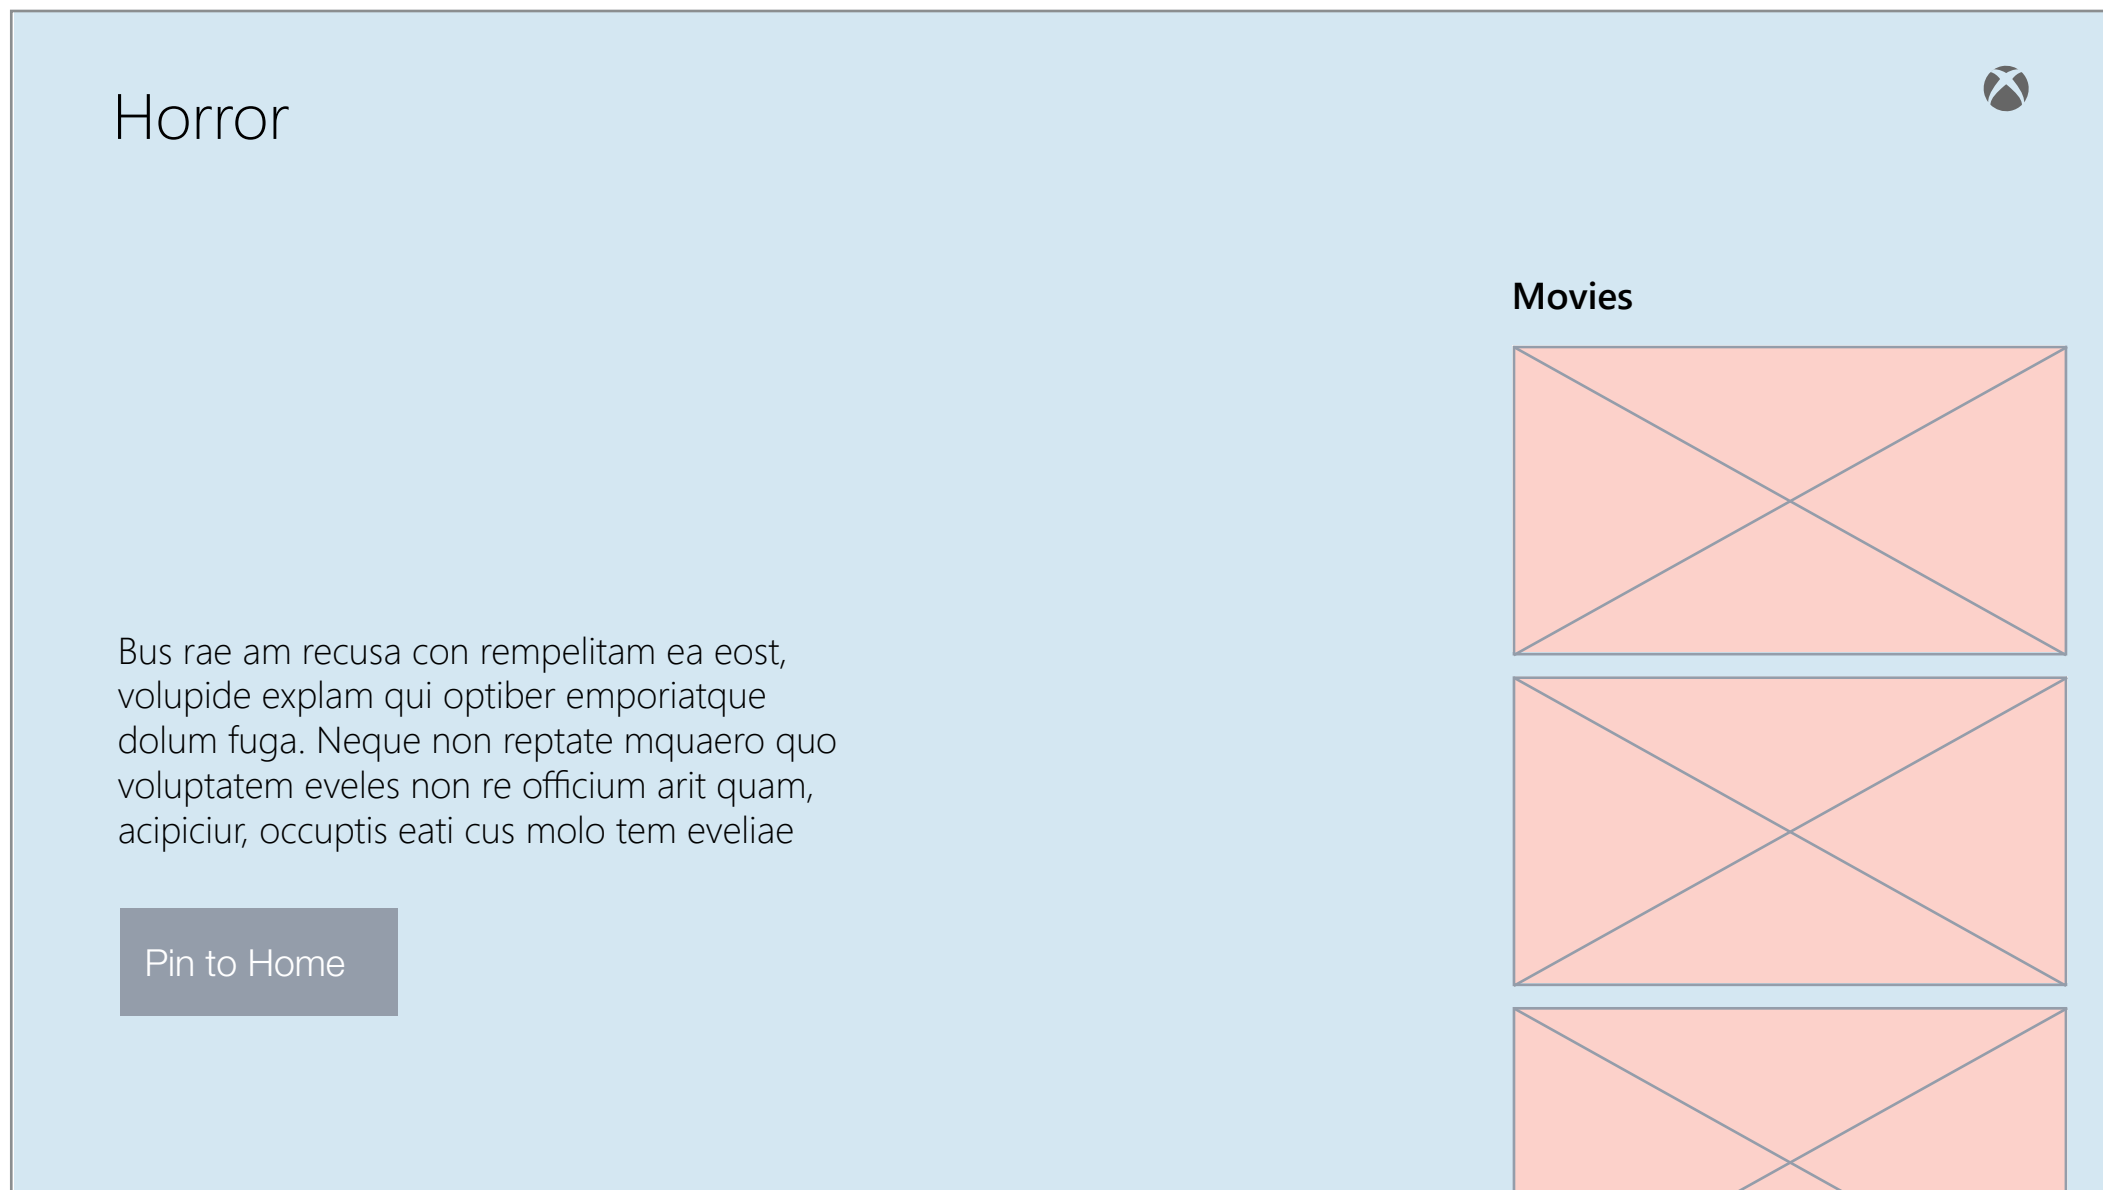 Horror
Movies
Bus rae am recusa con rempelitam ea eost,
volupide explam qui optiber emporiatque
dolum fuga. Neque non reptate mquaero quo
voluptatem eveles non re officium arit quam,
acipiciur, occuptis eati cus molo tem eveliae
Pin to Home